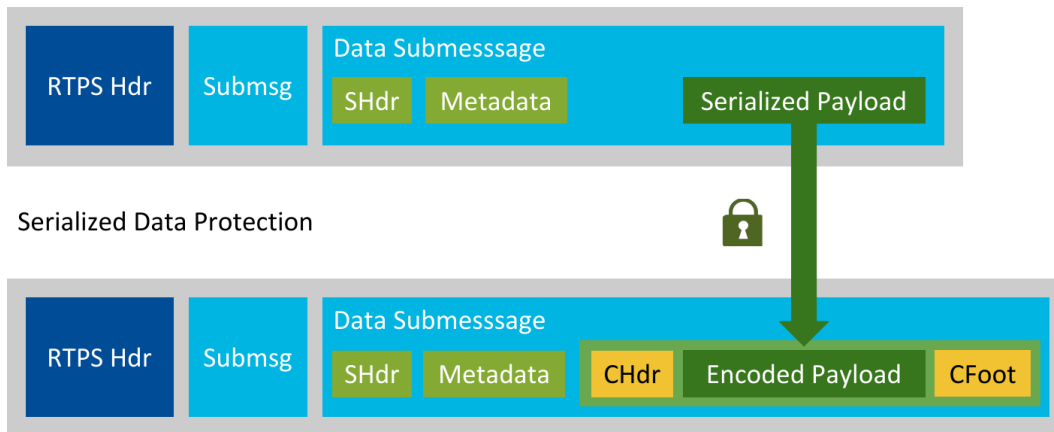 RTPS Hdr
Submsg
Data Submesssage
SHdr
Metadata
Serialized Payload
Serialized Data Protection
RTPS Hdr
Submsg
Data Submesssage
SHdr
Metadata
CHdr
Encoded Payload
CFoot